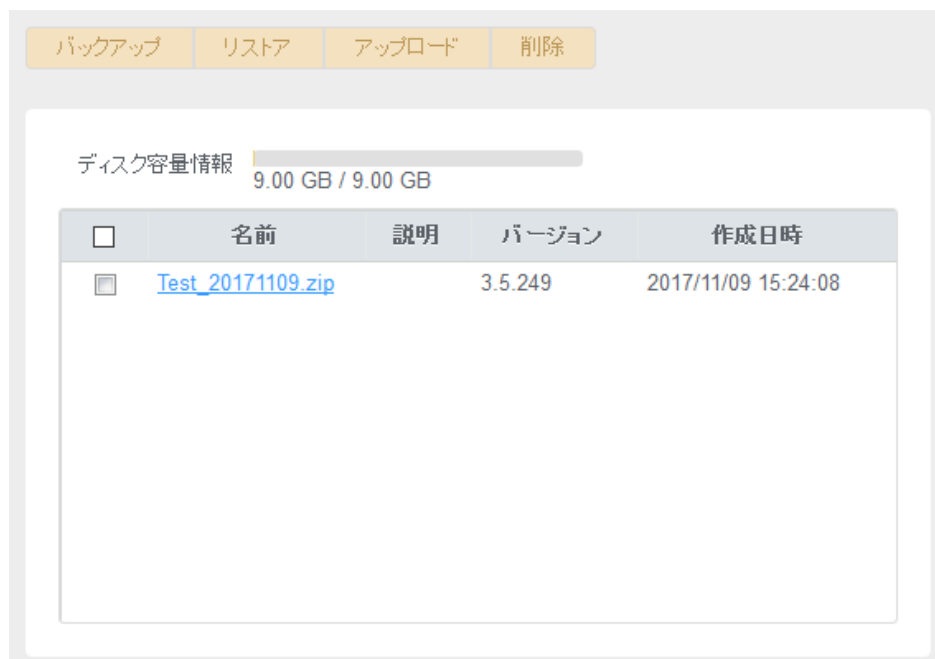 バックアップ リストア アップロード 削除
ディスク容量情報
9.00 GB / 9.00 GB
名前 説明 バージョン 作成日時
Test_20171109.zip 3.5.249 2017/11/09 15:24:08